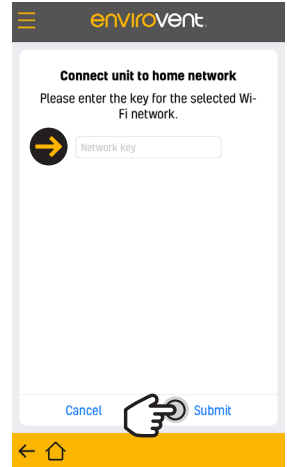 envirovent
Connect unit to home network
Please enter the key for the selected Wi-
Fi network.
Network key
Cancel
Submit